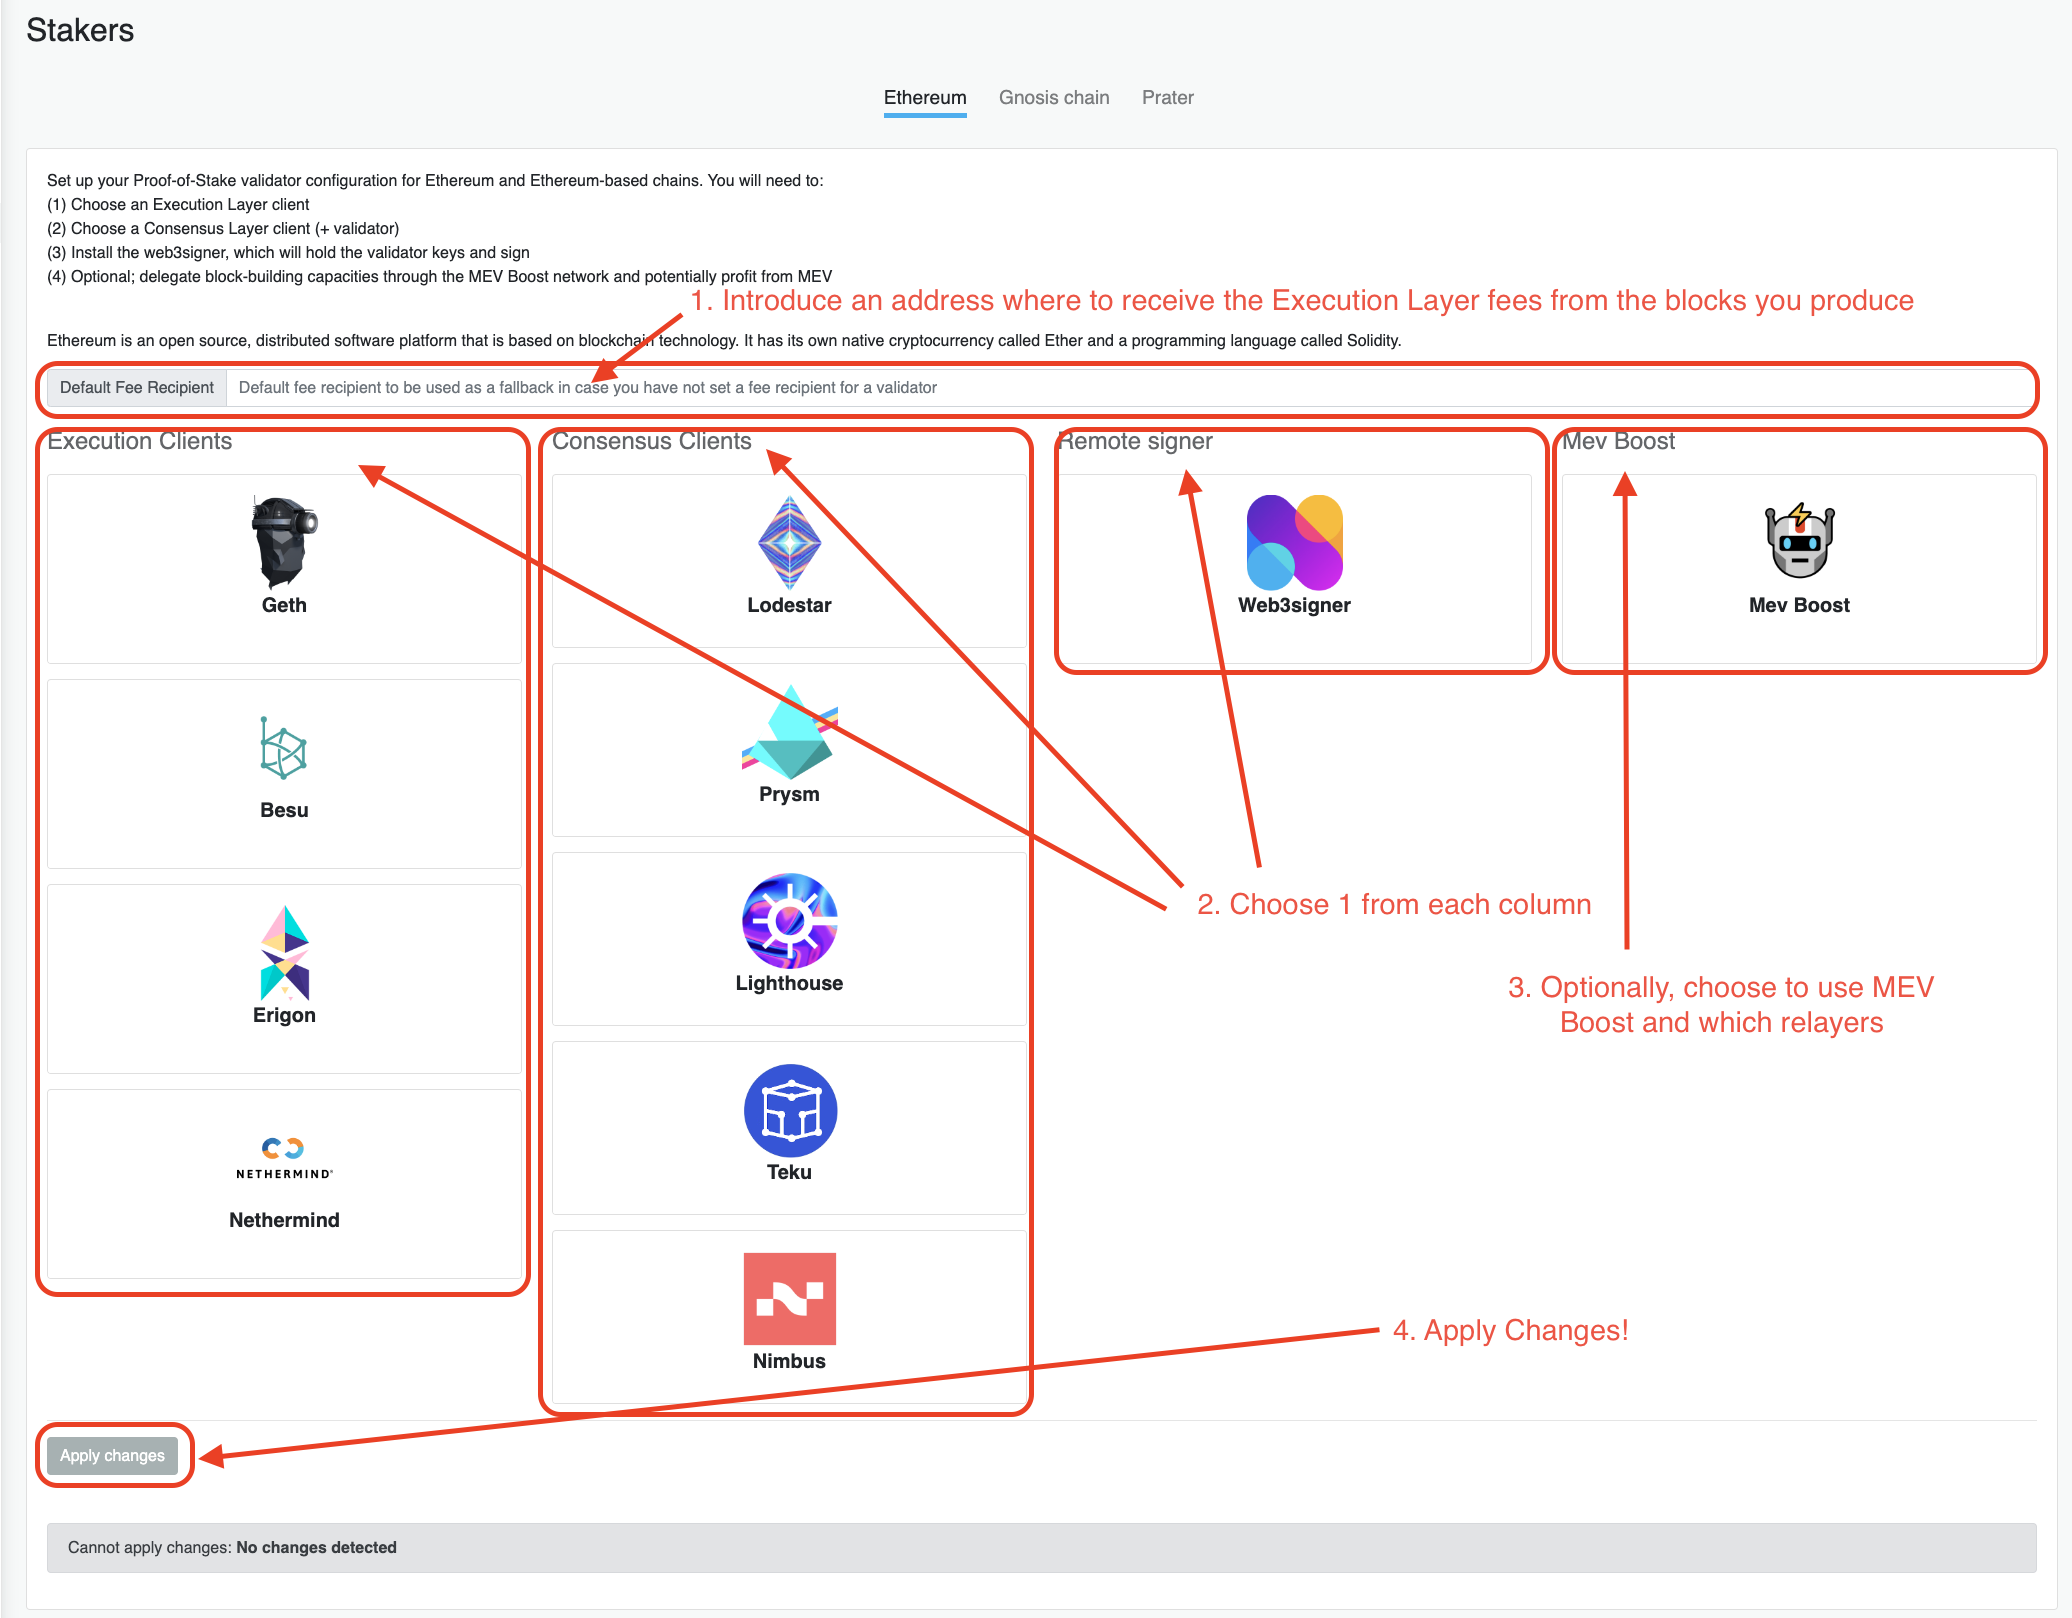 Stakers
Ethereum
Gnosis chain
Prater
Set up your Proof-of-Stake validator configuration for Ethereum and Ethereum-based chains. You will need to:
(1) Choose an Execution Layer client
(2) Choose a Consensus Layer client (+ validator)
(3) Install the web3signer, which will hold the validator keys and sign
(4) Optional; delegate block-building capacities through the MEV Boost network and potentially profit from MEV
1. Introduce an address where to receive the Execution Layer fees from the blocks you produce
Ethereum is an open source, distributed software platform that is based on blockchain technology. It has its own native cryptocurrency called Ether and a programming language called Solidity.
Default Fee Recipient
Default fee recipient to be used as a fallback in case you have not set a fee recipient for a validator
Execution Clients
Consensus Clients
Remote signer
Mev Boost
Geth
Lodestar
Web3signer
Mev Boost
Besu
Prysm
2. Choose 1 from each column
Erigon
Lighthouse
3. Optionally, choose to use MEV
Boost and which relayers
NETHERMIND
Nethermind
Teku
Nimbus
4. Apply Changes!
Apply changes
Cannot apply changes: No changes detected